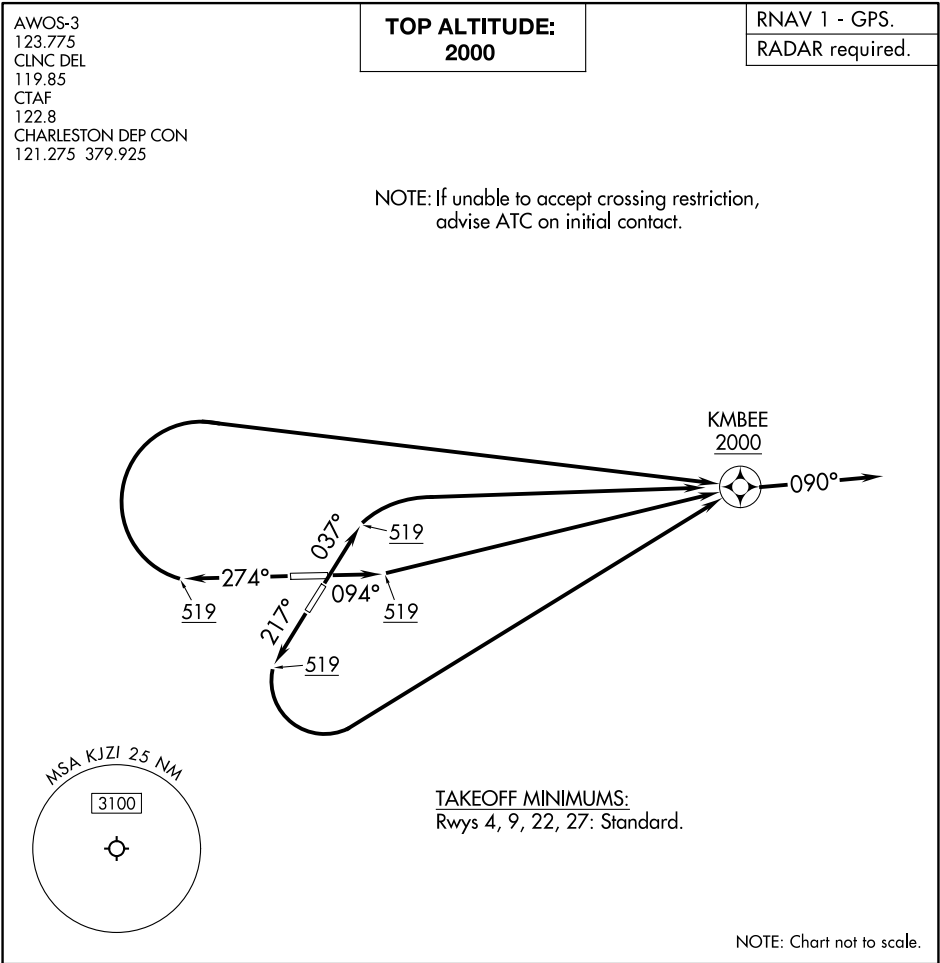 AWOS-3
123.775
CLNC DEL
119.85
CTAF
122.8
CHARLESTON DEP CON
121.275 379.925
TOP ALTITUDE:
2000
RNAV 1 - GPS.
RADAR required.
NOTE: If unable to accept crossing restriction,
advise ATC on initial contact.
KMBEE
2000
090°
037°
519
274°
094°
519
519
217°
519
MSA KJZI 25 NM
3100
TAKEOFF MINIMUMS:
Rwys 4, 9, 22, 27: Standard.
NOTE: Chart not to scale.